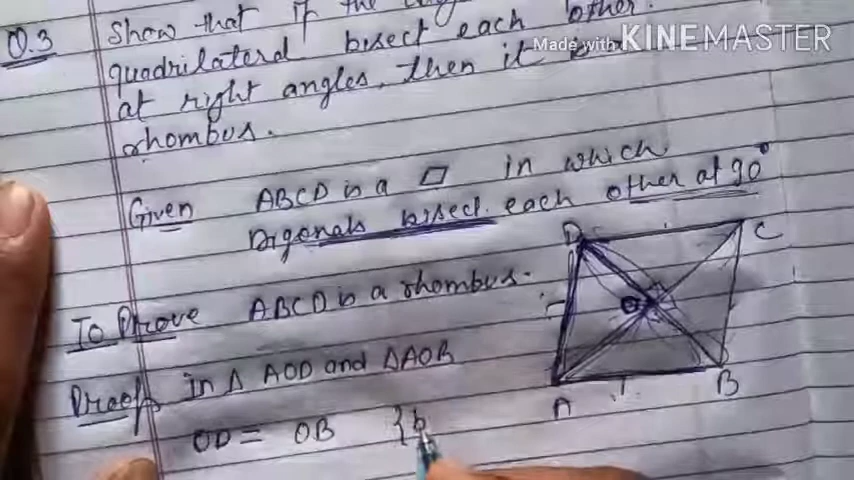 Made with KINEMASTER
Q.3 Show that if the
quadrilateral bisect each other
at right angles, then it is
rhombus.
Given ABCD is a ▱ in which
Digonals bisect each other at 90°
To Prove ABCD is a rhombus.
Proof in Δ AOD and ΔAOB
OD = OB {b
D C
O
A B